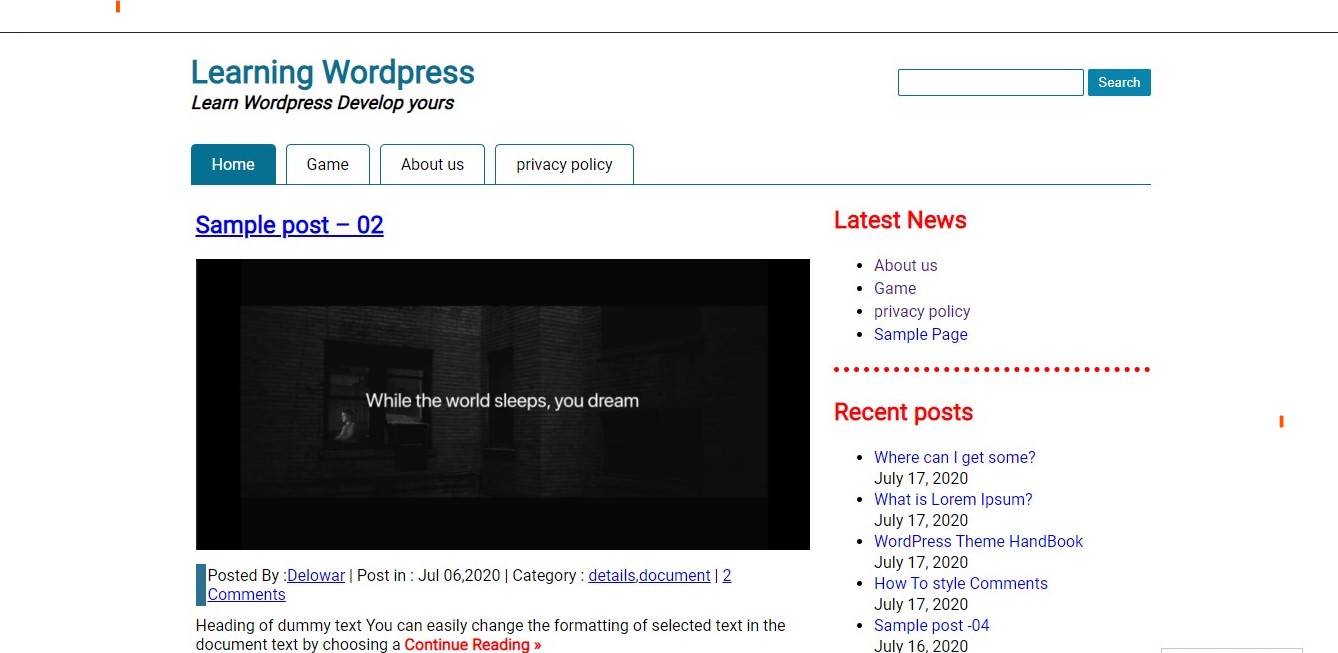 Learning Wordpress
Learn Wordpress Develop yours
Search
Home
Game
About us
privacy policy
Sample post – 02
While the world sleeps, you dream
Posted By :Delowar | Post in : Jul 06,2020 | Category : details,document | 2
Comments
Heading of dummy text You can easily change the formatting of selected text in the
document text by choosing a Continue Reading »
Latest News
About us
Game
privacy policy
Sample Page
Recent posts
Where can I get some?
July 17, 2020
What is Lorem Ipsum?
July 17, 2020
WordPress Theme HandBook
July 17, 2020
How To style Comments
July 17, 2020
Sample post -04
July 16, 2020